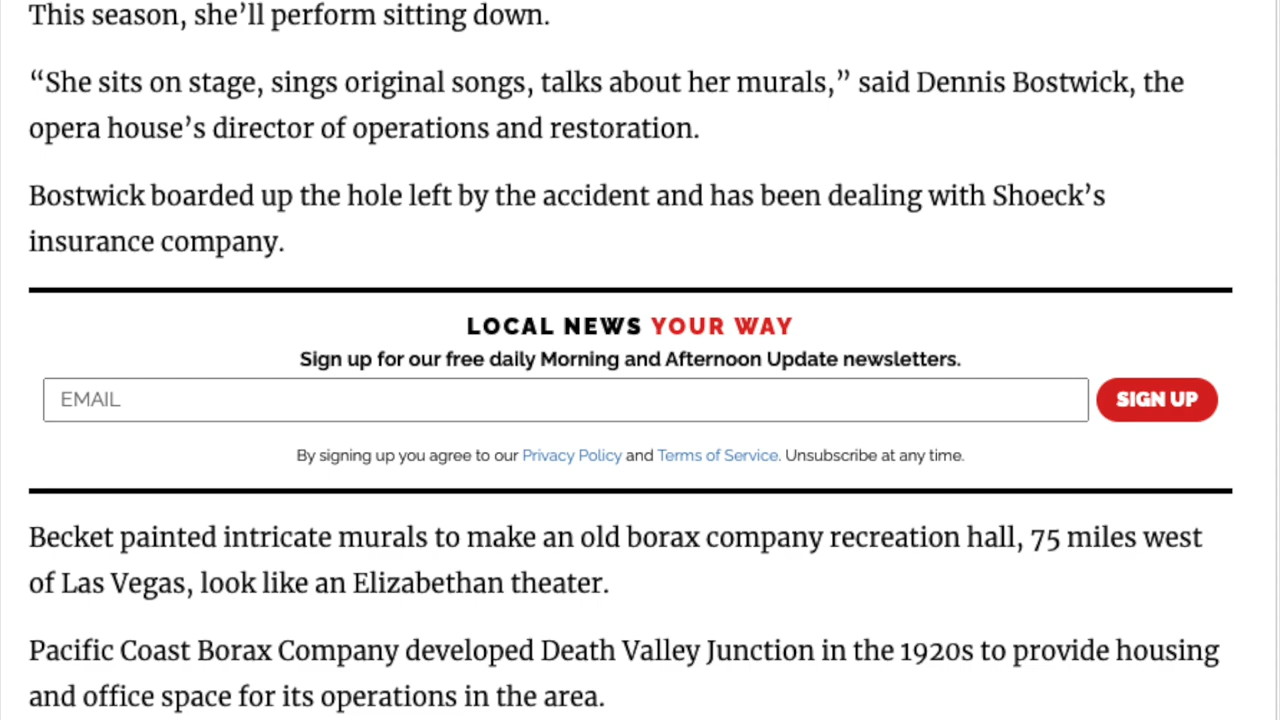 This season, she’ll perform sitting down.
“She sits on stage, sings original songs, talks about her murals,” said Dennis Bostwick, the
opera house’s director of operations and restoration.
Bostwick boarded up the hole left by the accident and has been dealing with Shoeck’s
insurance company.
LOCAL NEWS YOUR WAY
Sign up for our free daily Morning and Afternoon Update newsletters.
EMAIL SIGN UP
By signing up you agree to our Privacy Policy and Terms of Service. Unsubscribe at any time.
Becket painted intricate murals to make an old borax company recreation hall, 75 miles west
of Las Vegas, look like an Elizabethan theater.
Pacific Coast Borax Company developed Death Valley Junction in the 1920s to provide housing
and office space for its operations in the area.